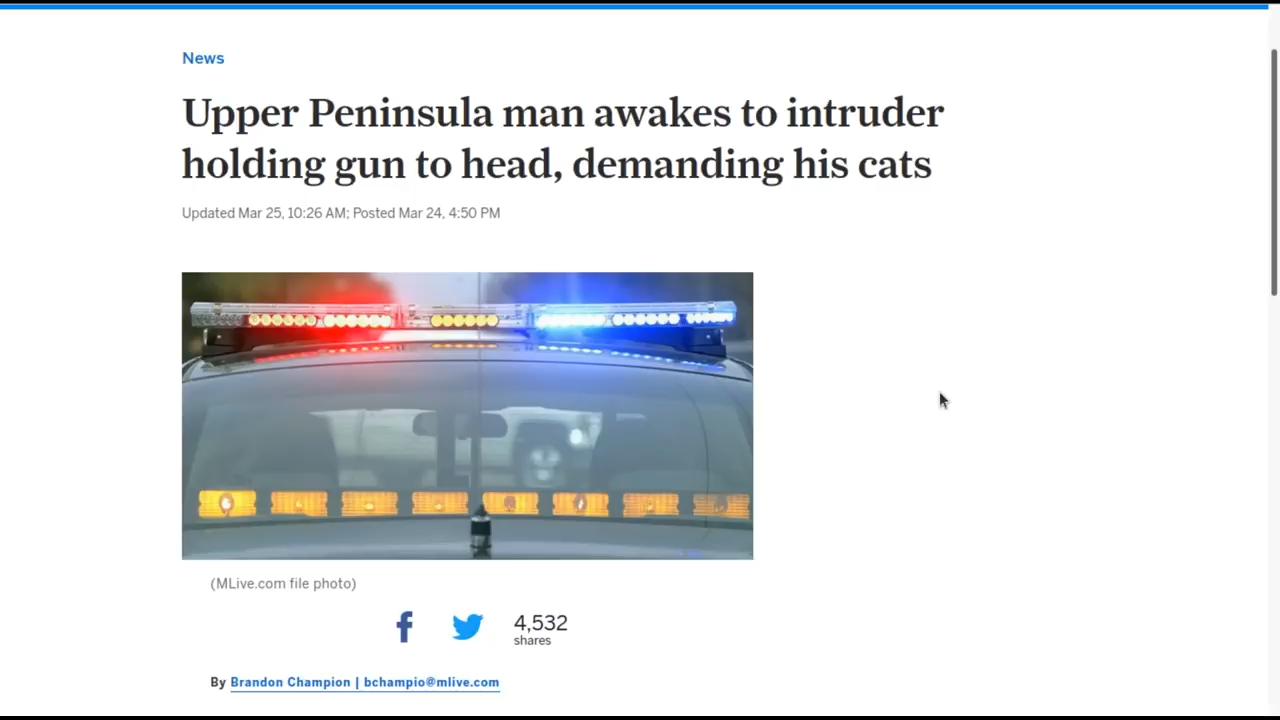 News
Upper Peninsula man awakes to intruder
holding gun to head, demanding his cats
Updated Mar 25, 10:26 AM; Posted Mar 24, 4:50 PM
(MLive.com file photo)
4,532
shares
By Brandon Champion | bchampio@mlive.com